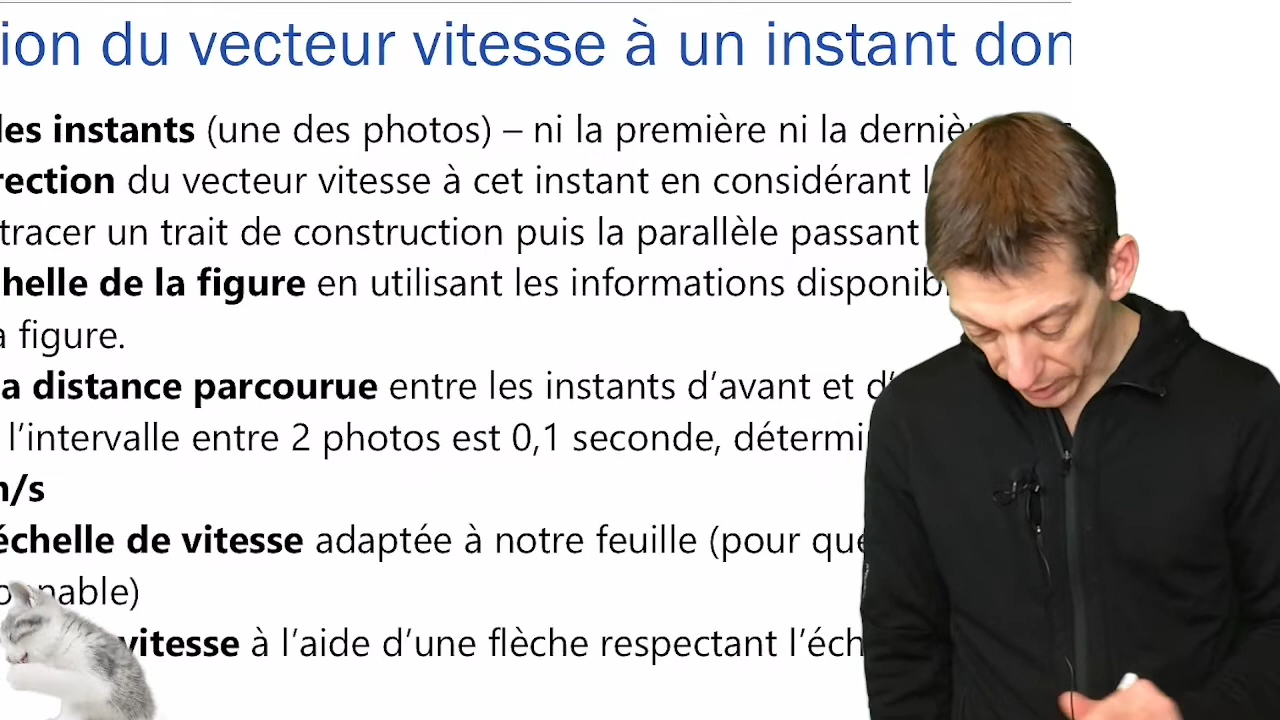 ion du vecteur vitesse à un instant don
les instants (une des photos) – ni la première ni la derniè
rection du vecteur vitesse à cet instant en considérant l
tracer un trait de construction puis la parallèle passant
helle de la figure en utilisant les informations disponib
a figure.
a distance parcourue entre les instants d’avant et d’
l’intervalle entre 2 photos est 0,1 seconde, détermi
m/s
échelle de vitesse adaptée à notre feuille (pour que
nable)
vitesse à l’aide d’une flèche respectant l’éch